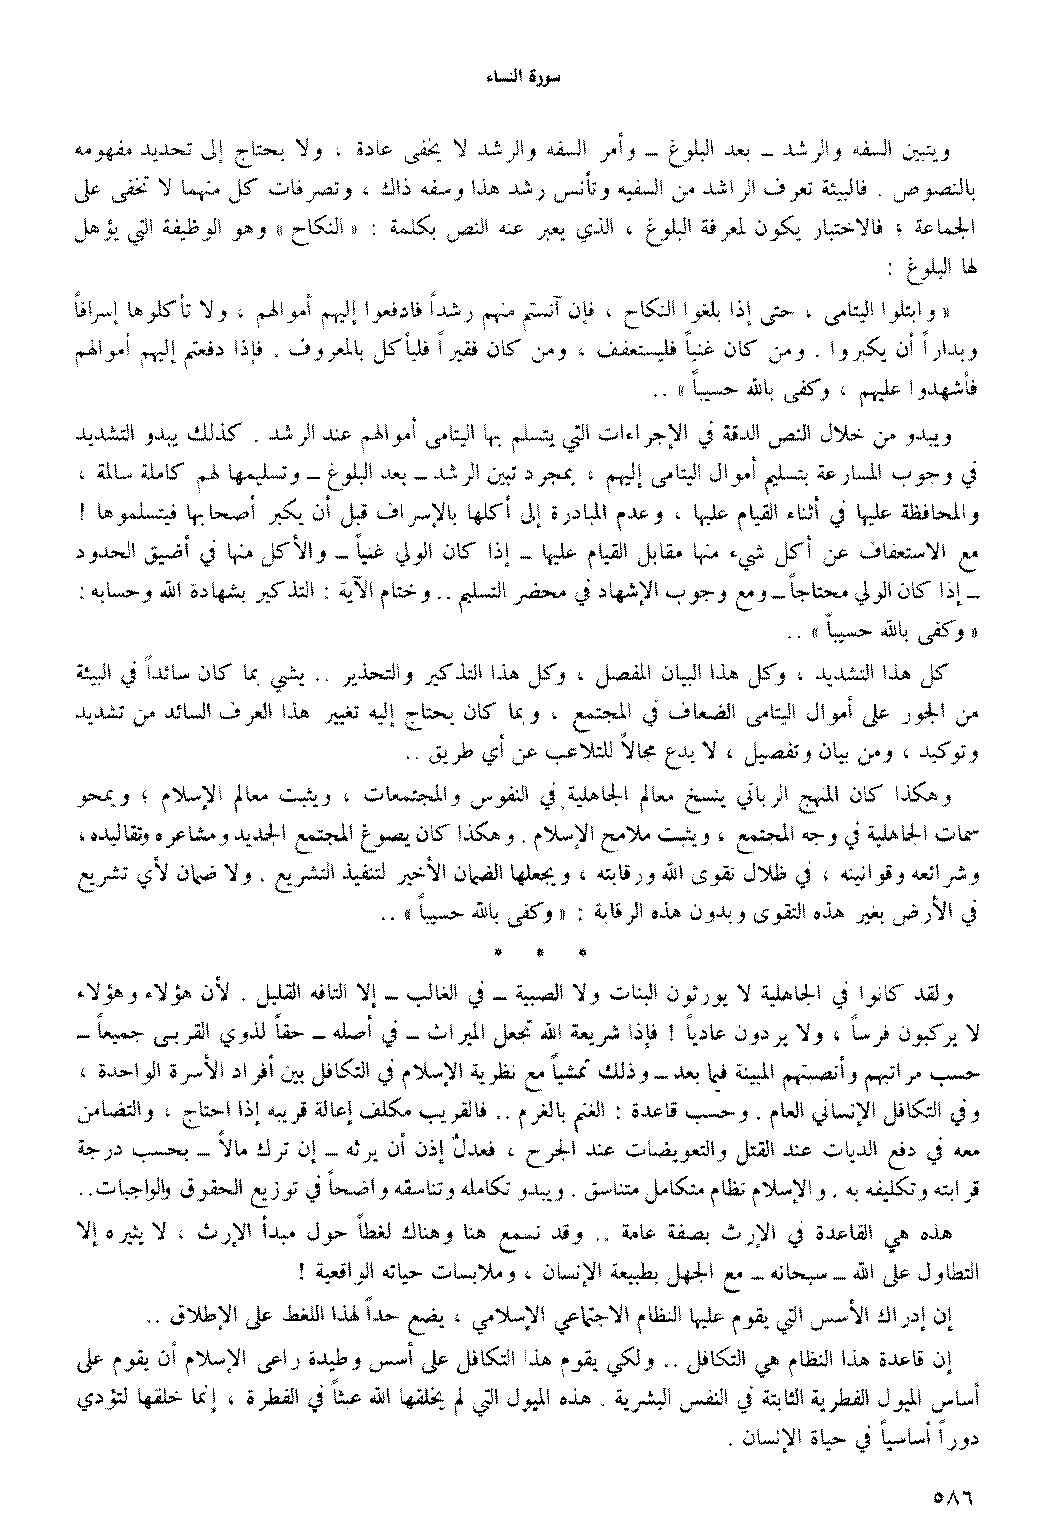 سورة النساء
ويتبين السفه والرشد ــ بعد البلوغ ــ وأمر السفه والرشد لا يخفى عادة ، ولا يحتاج إلى تحديد مفهومه
بالنصوص . فالبيئة تعرف الراشد من السفيه وتأنس رشد هذا وسفه ذاك ، وتصرفات كل منهما لا تخفى على
الجماعة ؛ فالاختبار يكون لمعرفة البلوغ ، الذي يعبر عنه النص بكلمة : « النكاح » وهو الوظيفة التي يؤهل
لها البلوغ :
« وابتلوا اليتامى ، حتى إذا بلغوا النكاح ، فإن آنستم منهم رشداً فادفعوا إليهم أموالهم ، ولا تأكلوها إسرافاً
وبداراً أن يكبروا . ومن كان غنياً فليستعفف ، ومن كان فقيراً فليأكل بالمعروف . فإذا دفعتم إليهم أموالهم
فأشهدوا عليهم ، وكفى بالله حسيباً » ..
ويبدو من خلال النص الدقة في الإجراءات التي يتسلم بها اليتامى أموالهم عند الرشد . كذلك يبدو التشديد
في وجوب المسارعة بتسليم أموال اليتامى إليهم ، بمجرد تبين الرشد ــ بعد البلوغ ــ وتسليمها لهم كاملة سالمة ،
والمحافظة عليها في أثناء القيام عليها ، وعدم المبادرة إلى أكلها بالإسراف قبل أن يكبر أصحابها فيتسلموها !
مع الاستعفاف عن أكل شيء منها مقابل القيام عليها ــ إذا كان الولي غنياً ــ والأكل منها في أضيق الحدود
ــ إذا كان الولي محتاجاً ــ ومع وجوب الإشهاد في محضر التسليم .. وختام الآية : التذكير بشهادة الله وحسابه :
« وكفى بالله حسيباً » ..
كل هذا التشديد ، وكل هذا البيان المفصل ، وكل هذا التذكير والتحذير .. يشي بما كان سائداً في البيئة
من الجور على أموال اليتامى الضعاف في المجتمع ، وبما كان يحتاج إليه تغيير هذا العرف السائد من تشديد
وتوكيد ، ومن بيان وتفصيل ، لا يدع مجالاً للتلاعب عن أي طريق ..
وهكذا كان المنهج الرباني ينسخ معالم الجاهلية في النفوس والمجتمعات ، ويثبت معالم الإسلام ؛ ويمحو
سمات الجاهلية في وجه المجتمع ، ويثبت ملامح الإسلام . وهكذا كان يصوغ المجتمع الجديد ومشاعره وتقاليده ،
وشرائعه وقوانينه ، في ظلال تقوى الله ورقابته ، ويجعلها الضمان الأخير لتنفيذ التشريع . ولا ضمان لأي تشريع
في الأرض بغير هذه التقوى وبدون هذه الرقابة : « وكفى بالله حسيباً » ..
* * *
ولقد كانوا في الجاهلية لا يورثون البنات ولا الصبية ــ في الغالب ــ إلا التافه القليل . لأن هؤلاء وهؤلاء
لا يركبون فرساً ، ولا يردون عادياً ! فإذا شريعة الله تجعل الميراث ــ في أصله ــ حقاً لذوي القربى جميعاً ــ
حسب مراتبهم وأنصبتهم المبينة فيما بعد ــ وذلك تمشياً مع نظرية الإسلام في التكافل بين أفراد الأسرة الواحدة ،
وفي التكافل الإنساني العام . وحسب قاعدة : الغنم بالغرم .. فالقريب مكلف إعالة قريبه إذا احتاج ، والتضامن
معه في دفع الديات عند القتل والتعويضات عند الجرح ، فعدلٌ إذن أن يرثه ــ إن ترك مالاً ــ بحسب درجة
قرابته وتكليفه به . والإسلام نظام متكامل متناسق . ويبدو تكامله وتناسقه واضحاً في توزيع الحقوق والواجبات..
هذه هي القاعدة في الإرث بصفة عامة .. وقد نسمع هنا وهناك لغطاً حول مبدأ الإرث ، لا يثيره إلا
التطاول على الله ــ سبحانه ــ مع الجهل بطبيعة الإنسان ، وملابسات حياته الواقعية !
إن إدراك الأسس التي يقوم عليها النظام الاجتماعي الإسلامي ، يضع حداً لهذا اللغط على الإطلاق ..
إن قاعدة هذا النظام هي التكافل .. ولكي يقوم هذا التكافل على أسس وطيدة راعى الإسلام أن يقوم على
أساس الميول الفطرية الثابتة في النفس البشرية . هذه الميول التي لم يخلقها الله عبثاً في الفطرة ، إنما خلقها لتؤدي
دوراً أساسياً في حياة الإنسان .
٥٨٦